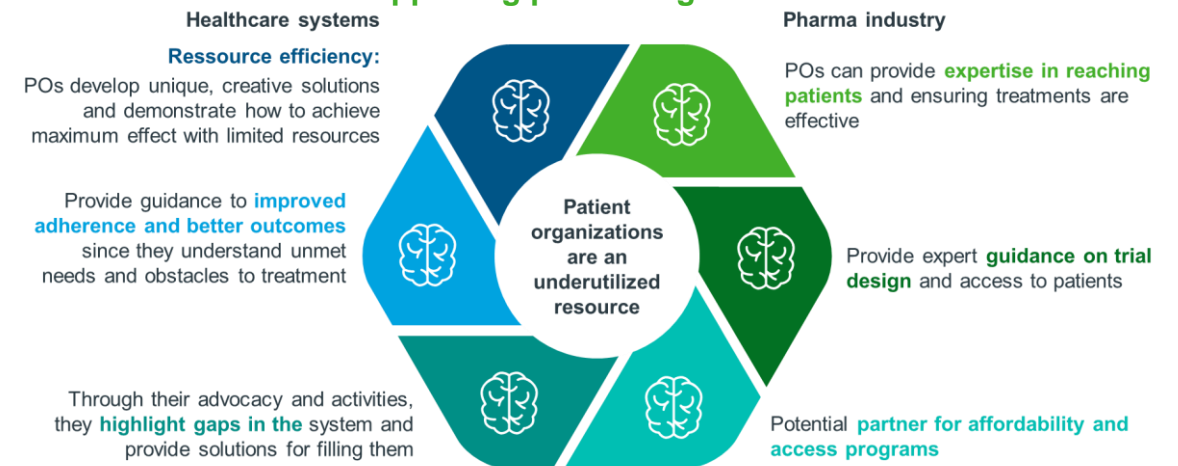 Healthcare systems
Ressource efficiency:
POs develop unique, creative solutions
and demonstrate how to achieve
maximum effect with limited resources
Provide guidance to improved
adherence and better outcomes
since they understand unmet
needs and obstacles to treatment
Through their advocacy and activities,
they highlight gaps in the system and
provide solutions for filling them
Patient
organizations
are an
underutilized
resource
Pharma industry
POs can provide expertise in reaching
patients and ensuring treatments are
effective
Provide expert guidance on trial
design and access to patients
Potential partner for affordability and
access programs